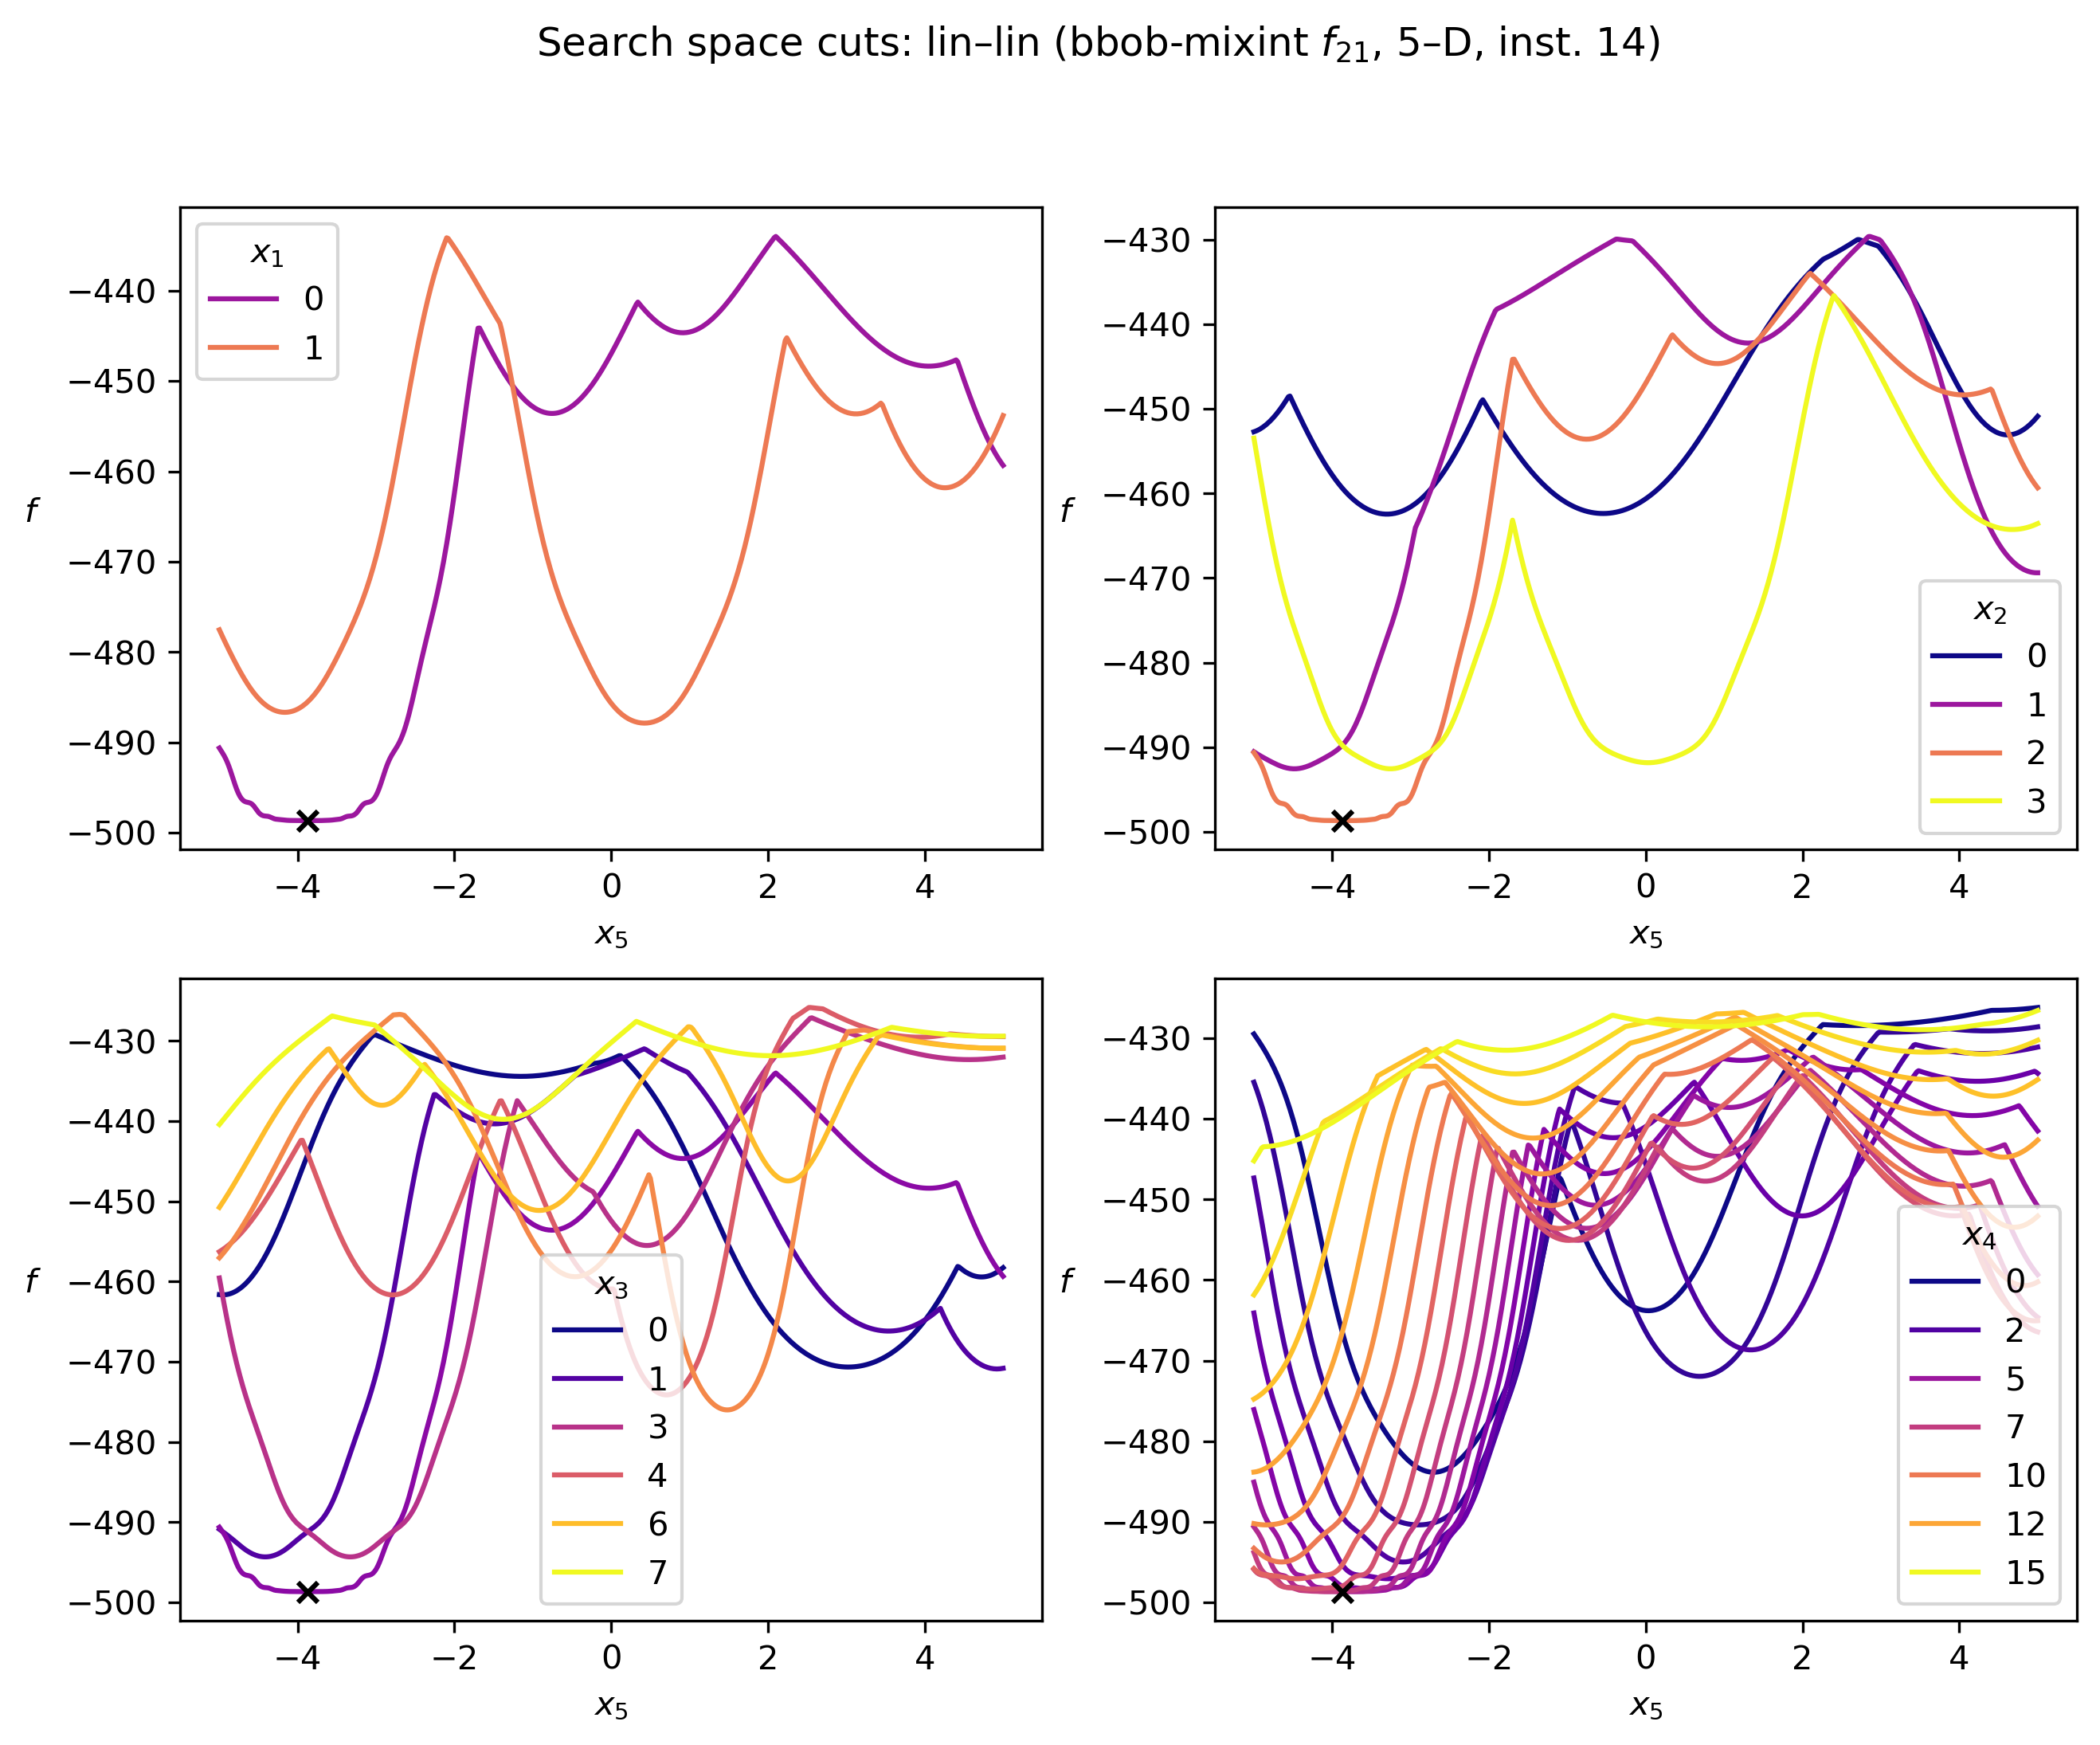 Search space cuts: lin–lin (bbob-mixint f21, 5–D, inst. 14)
x1
0
1
−440
−450
−460
−470
−480
−490
−500
f
−4 −2 0 2 4
x5
−430
−440
−450
−460
−470
−480
−490
−500
f
x2
0
1
2
3
−4 −2 0 2 4
x5
−430
−440
−450
−460
−470
−480
−490
−500
f
x3
0
1
3
4
6
7
−4 −2 0 2 4
x5
−430
−440
−450
−460
−470
−480
−490
−500
f
x4
0
2
5
7
10
12
15
−4 −2 0 2 4
x5